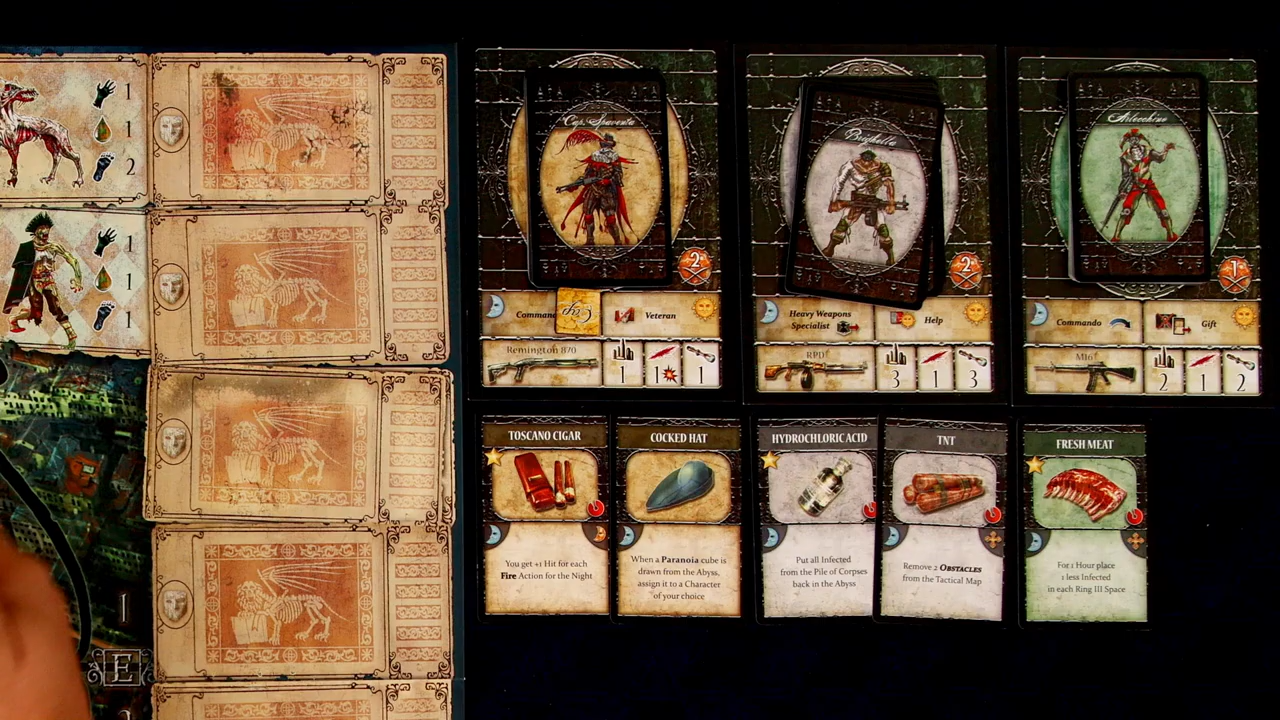 1
1
2
1
1
1
1
E
Cap. Spaventa
2
Cap
Veteran
Remington 870
1
1
1
Brighella
2
Heavy Weapons
Specialist
Help
RPD
3
1
3
Arlecchino
1
Commando
Gift
M16
2
1
2
TOSCANO CIGAR
You get +1 Hit for each
Fire Action for the Night
COCKED HAT
When a Paranoia cube is
drawn from the Abyss,
assign it to a Character
of your choice
HYDROCHLORIC ACID
Put all Infected
from the Pile of Corpses
back in the Abyss
TNT
Remove 2 OBSTACLES
from the Tactical Map
FRESH MEAT
For 1 Hour place
1 less Infected
in each Ring III Space